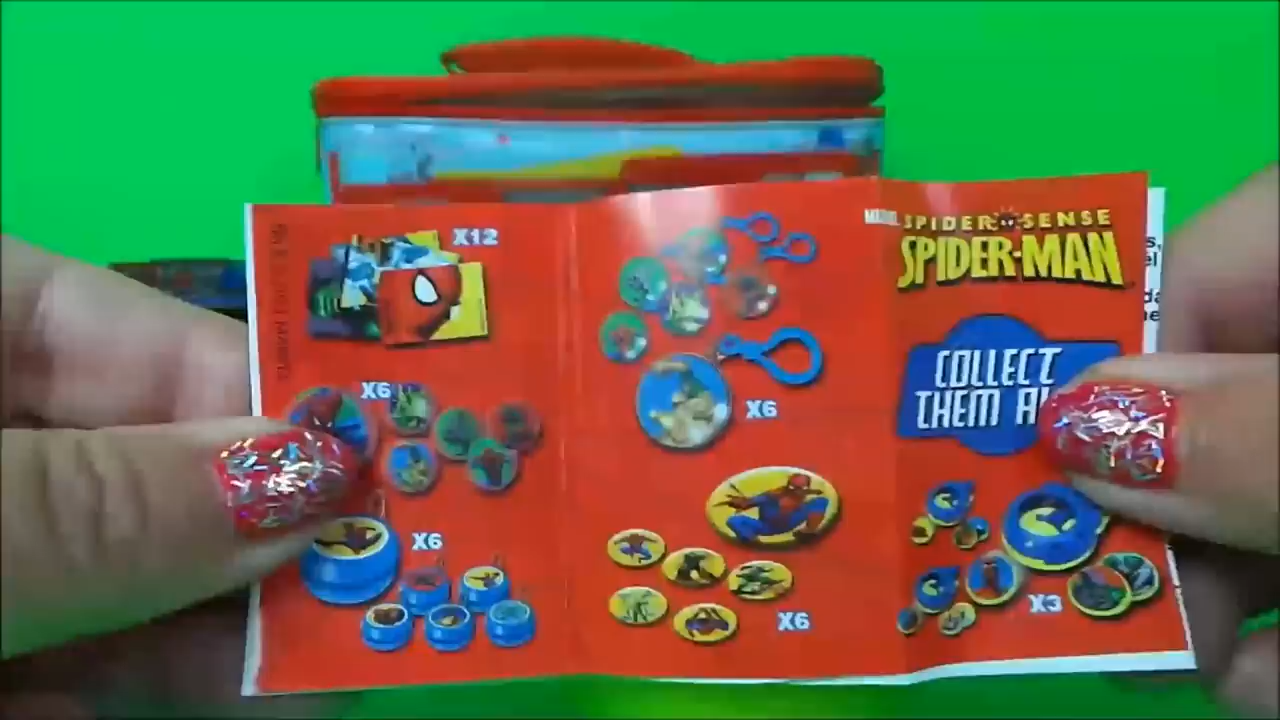 X12
X6
X6
X6
X6
MARVEL
SPIDER SENSE
SPIDER-MAN
COLLECT
THEM
X3